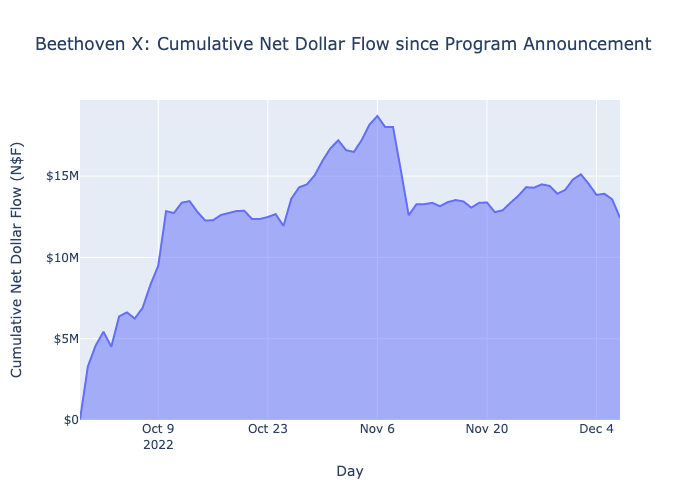 Beethoven X: Cumulative Net Dollar Flow since Program Announcement
Cumulative Net Dollar Flow (N$F)
$15M
$10M
$5M
$0
Oct 9
2022
Oct 23
Nov 6
Nov 20
Dec 4
Day